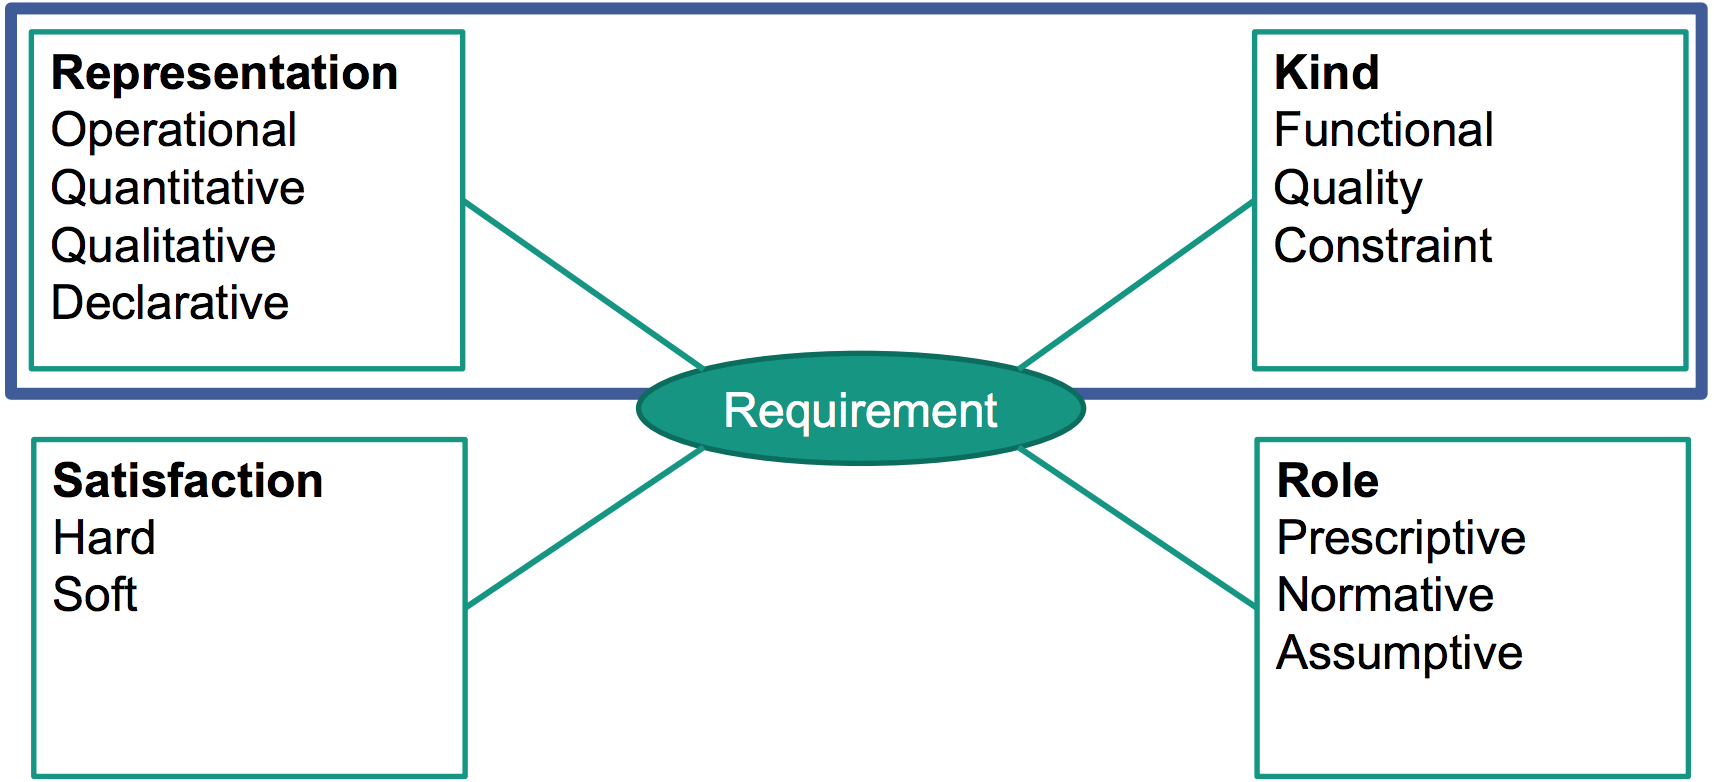 Representation
Operational
Quantitative
Qualitative
Declarative
Kind
Functional
Quality
Constraint
Requirement
Satisfaction
Hard
Soft
Role
Prescriptive
Normative
Assumptive